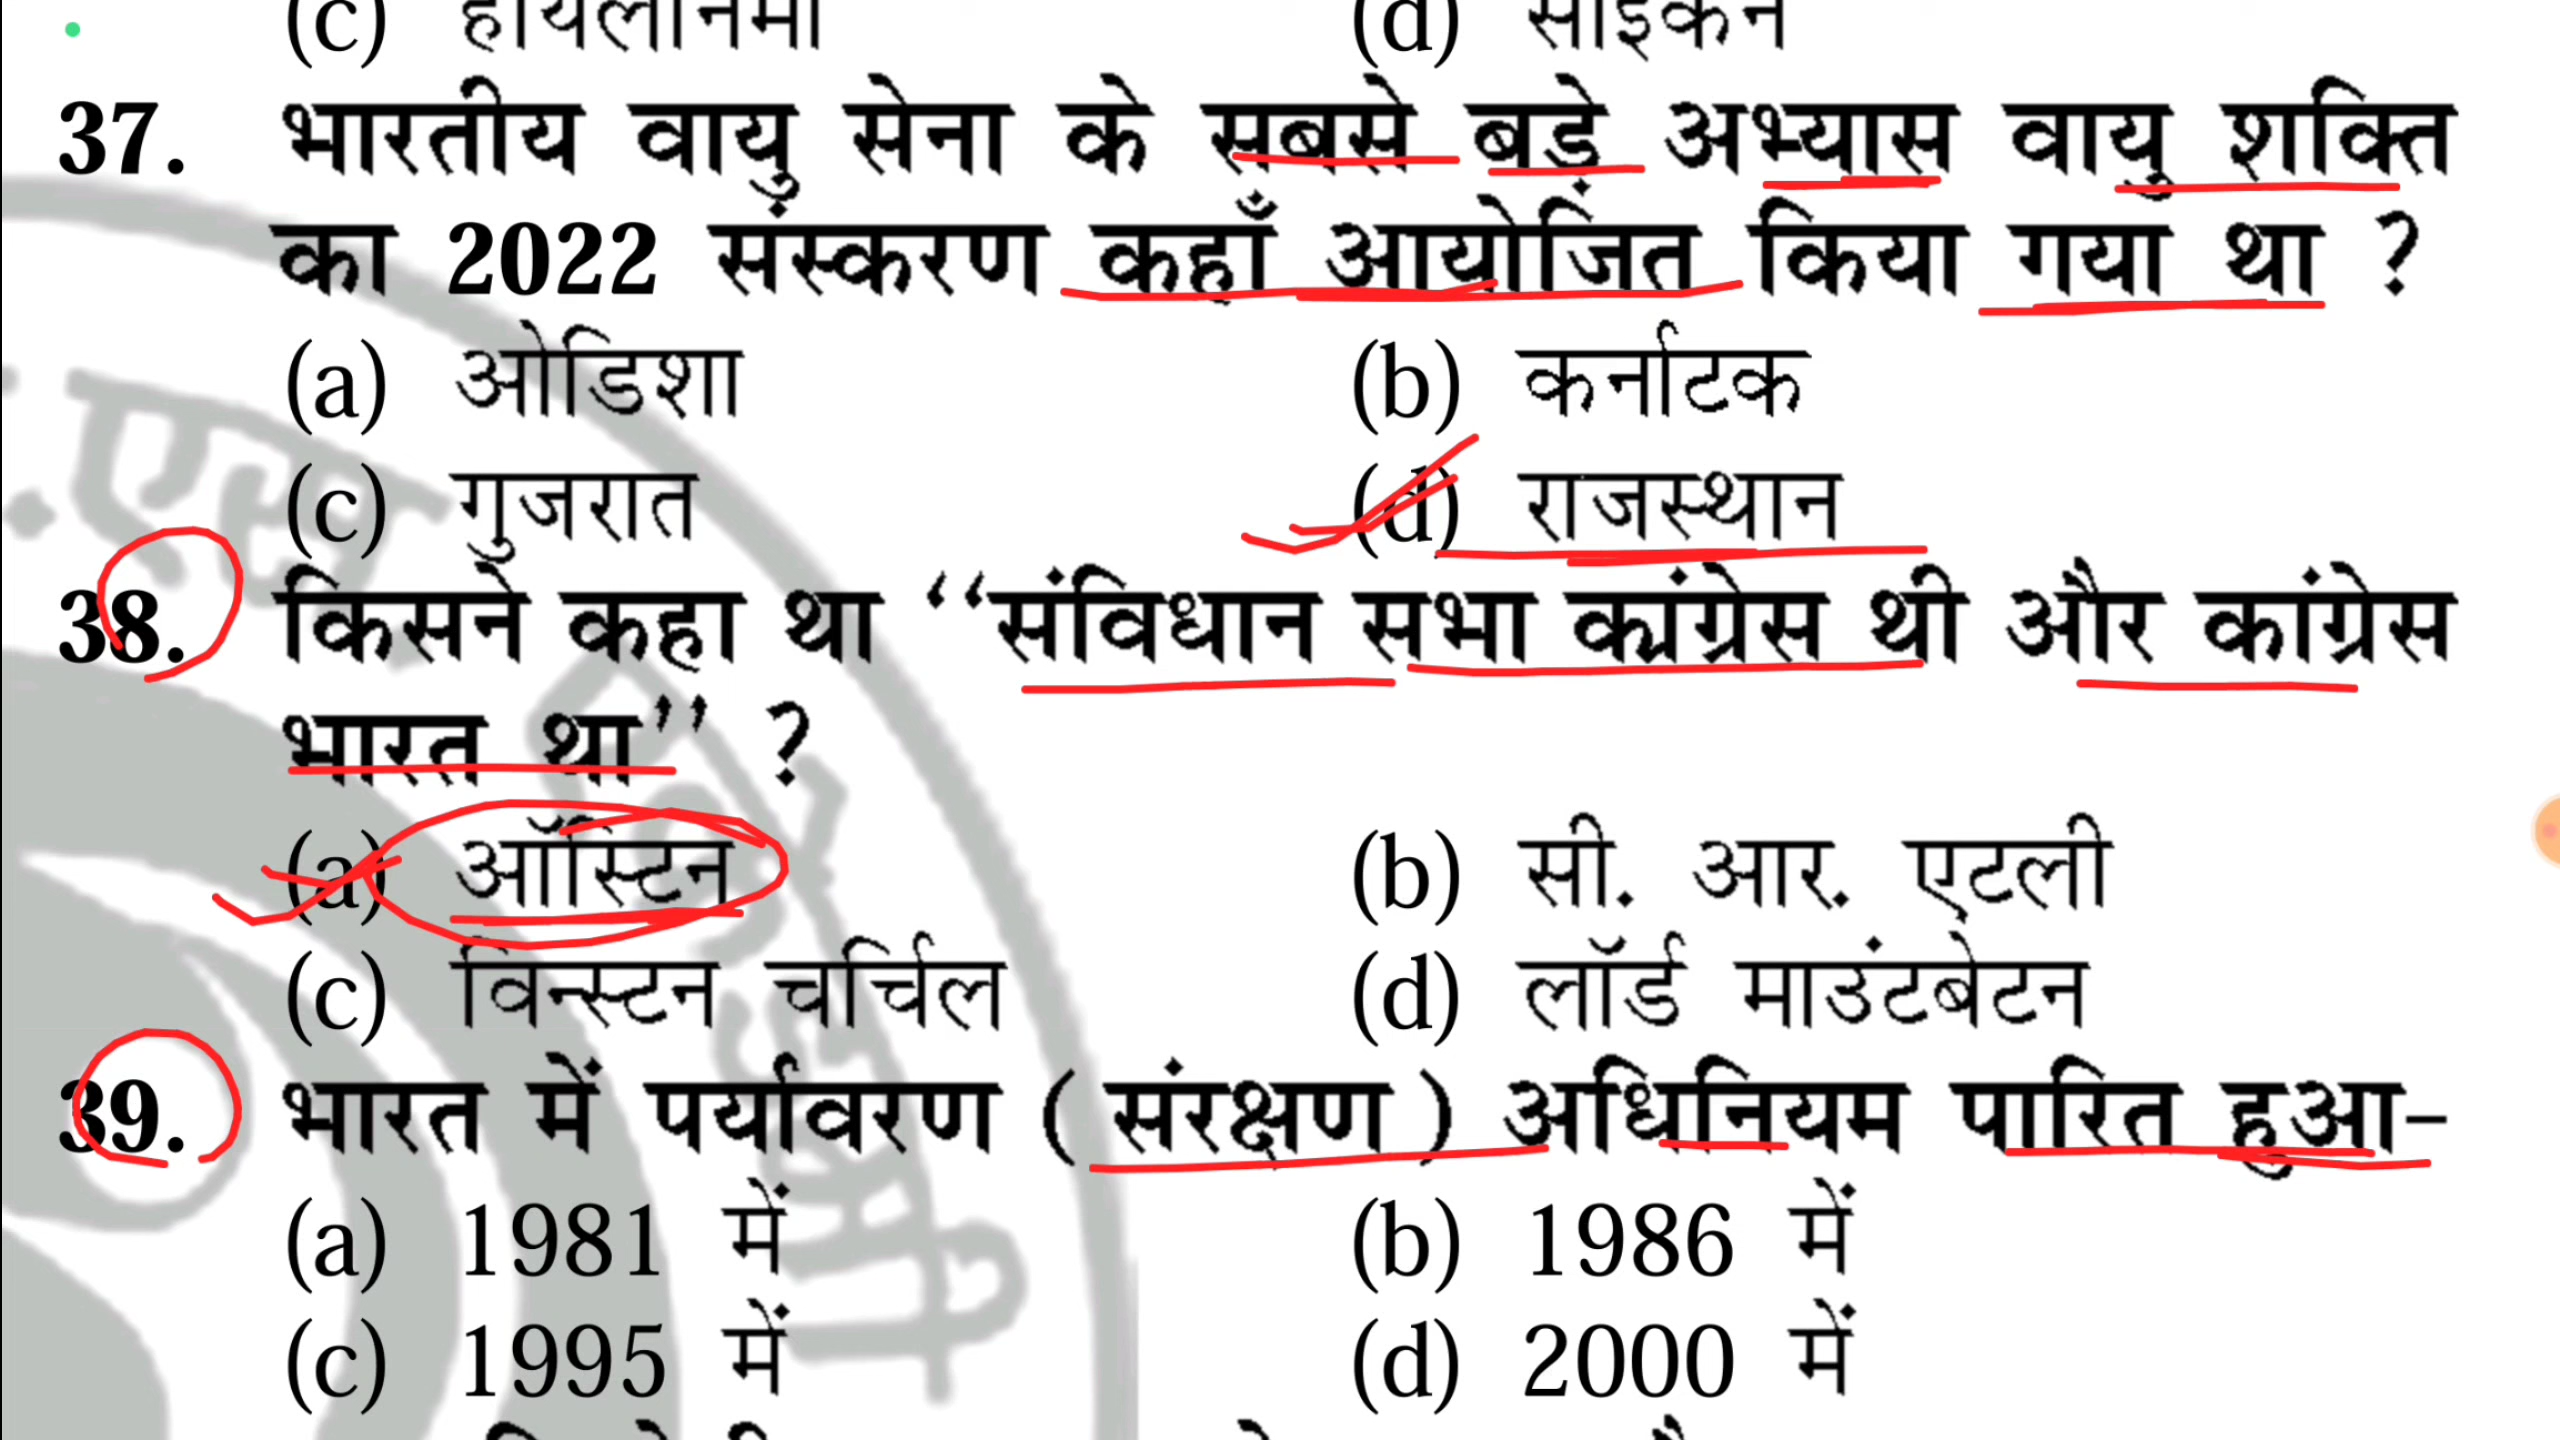 (c) हायलोनेमा (d) साइकन
37. भारतीय वायु सेना के सबसे बड़े अभ्यास वायु शक्ति
का 2022 संस्करण कहाँ आयोजित किया गया था ?
(a) ओडिशा (b) कर्नाटक
(c) गुजरात (d) राजस्थान
38. किसने कहा था ‘‘संविधान सभा कांग्रेस थी और कांग्रेस
भारत था’’ ?
(a) ऑस्टिन (b) सी. आर. एटली
(c) विन्स्टन चर्चिल (d) लॉर्ड माउंटबेटन
39. भारत में पर्यावरण ( संरक्षण ) अधिनियम पारित हुआ-
(a) 1981 में (b) 1986 में
(c) 1995 में (d) 2000 में